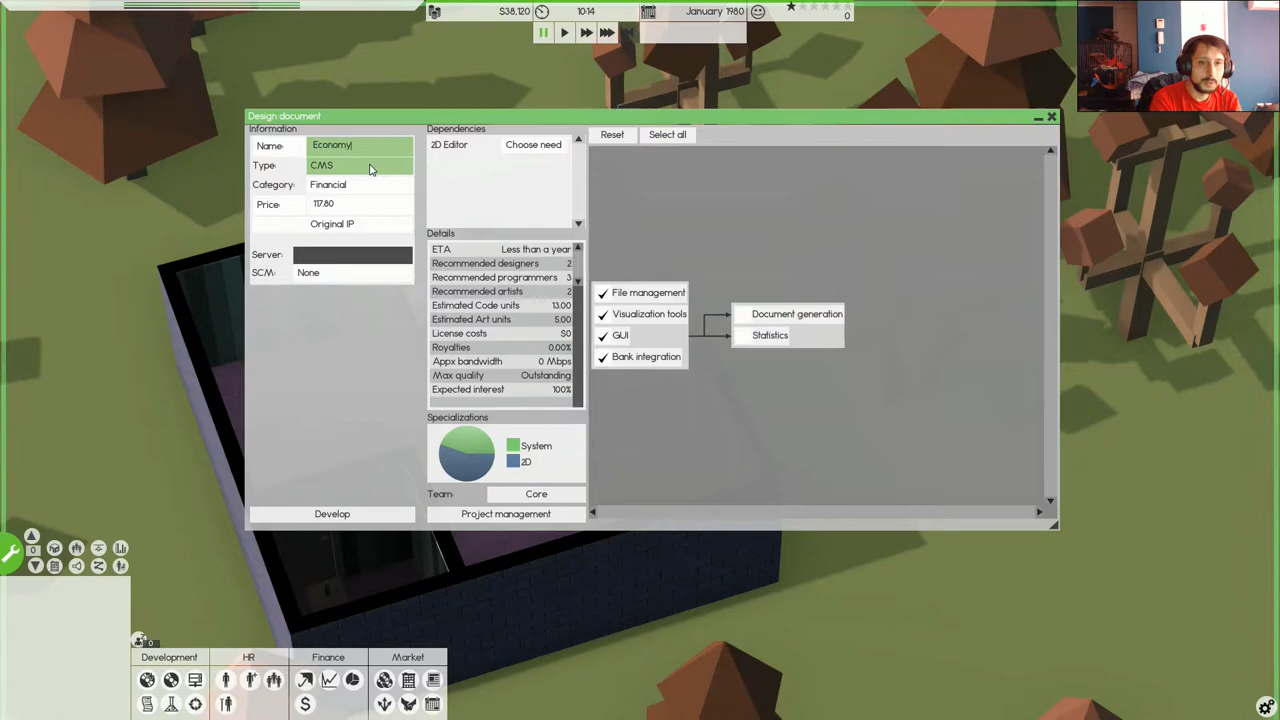 $38,120 10:14 January 1980 0
Design document
Information
Name: Economy
Type: CMS
Category: Financial
Price: 117.80
Original IP
Server:
SCM: None
Develop
Dependencies
2D Editor Choose need
Details
ETA Less than a year
Recommended designers 2
Recommended programmers 3
Recommended artists 2
Estimated Code units 13.00
Estimated Art units 5.00
License costs $0
Royalties 0.00%
Appx bandwidth 0 Mbps
Max quality Outstanding
Expected interest 100%
Specializations
System
2D
Team: Core
Project management
Reset Select all
File management
Visualization tools
GUI
Bank integration
Document generation
Statistics
0
0
Development HR Finance Market